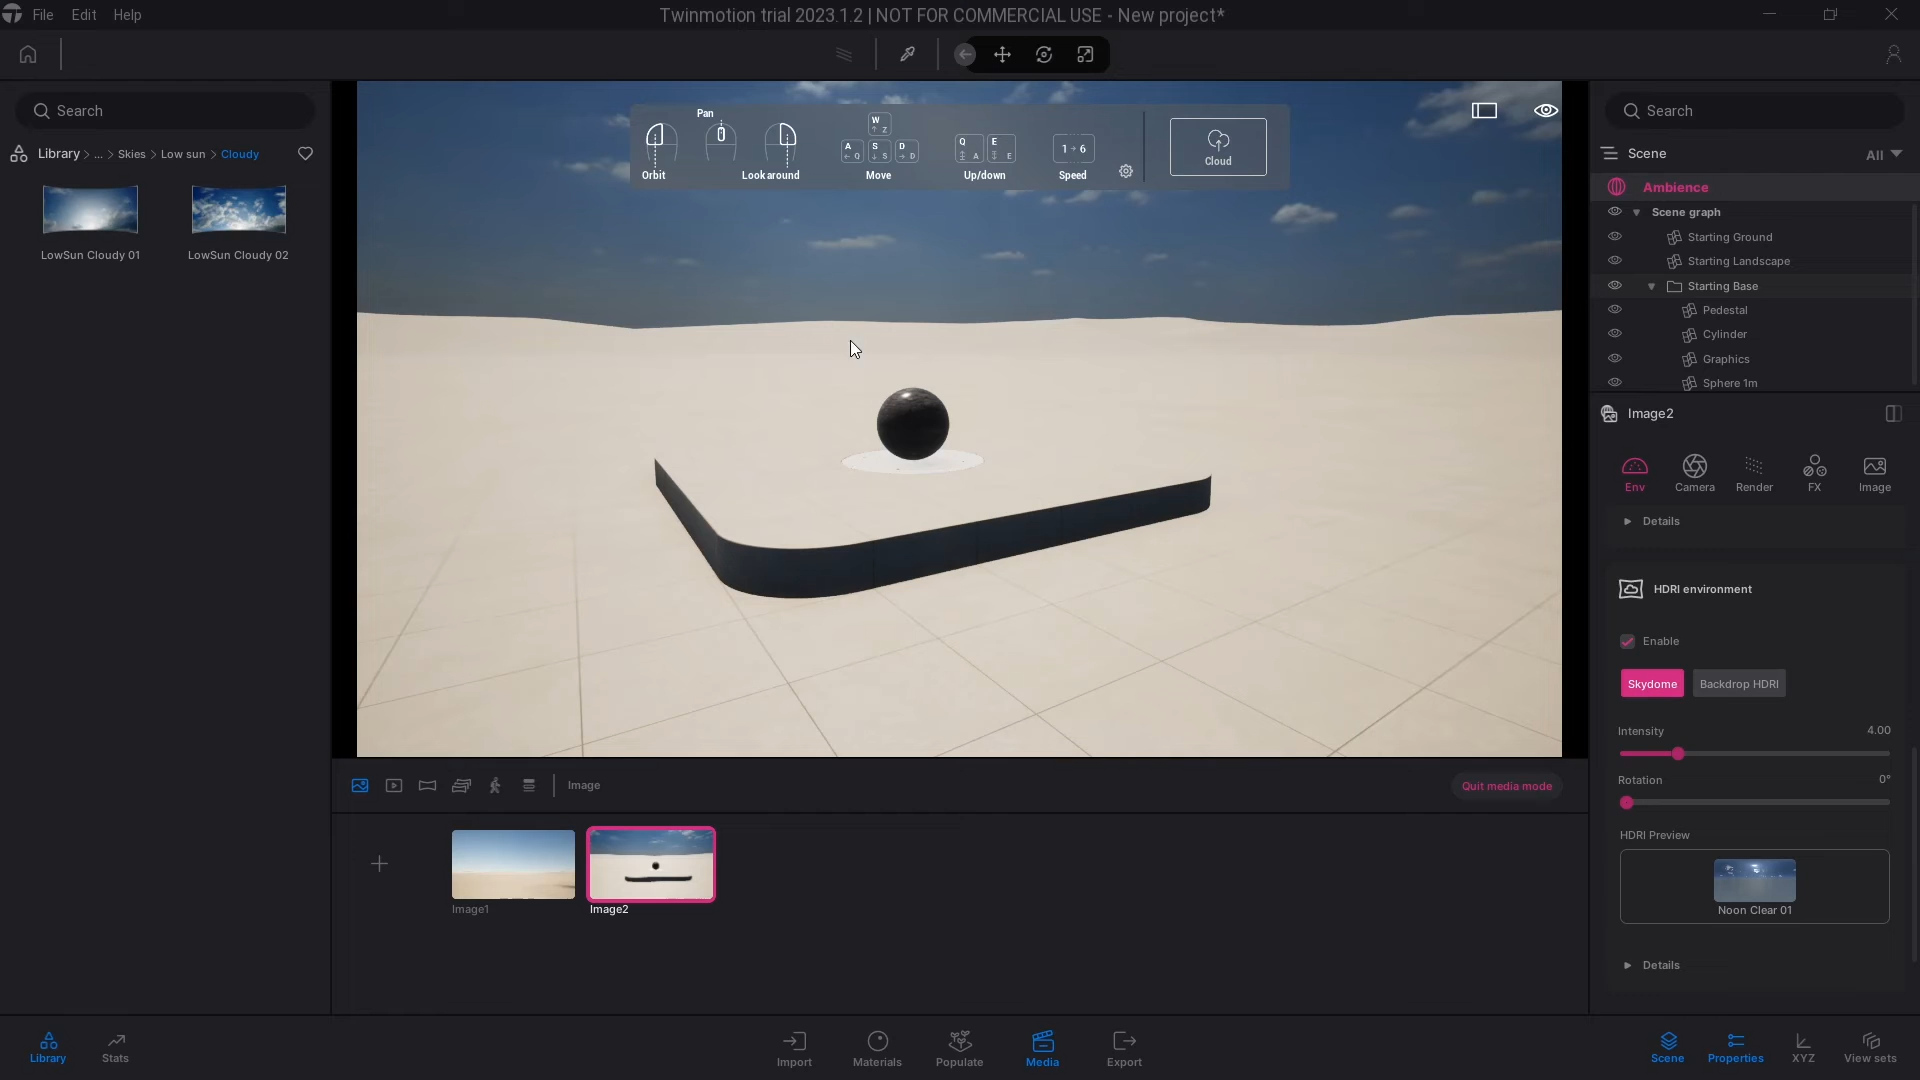 File Edit Help
Twinmotion trial 2023.1.2 | NOT FOR COMMERCIAL USE - New project*
Search
Library > ... > Skies > Low sun > Cloudy
LowSun Cloudy 01
LowSun Cloudy 02
Pan
Orbit
Look around
W
↑ Z
A
← Q
S
↓ S
D
→ D
Move
Q
A
E
E
Up/down
1 → 6
Speed
Cloud
Search
Scene
All
Ambience
Scene graph
Starting Ground
Starting Landscape
Starting Base
Pedestal
Cylinder
Graphics
Sphere 1m
Image2
Env
Camera
Render
FX
Image
Details
HDRI environment
Enable
Skydome
Backdrop HDRI
Intensity 4.00
Rotation 0°
HDRI Preview
Noon Clear 01
Details
Image
Quit media mode
Image1
Image2
Library
Stats
Import
Materials
Populate
Media
Export
Scene
Properties
XYZ
View sets